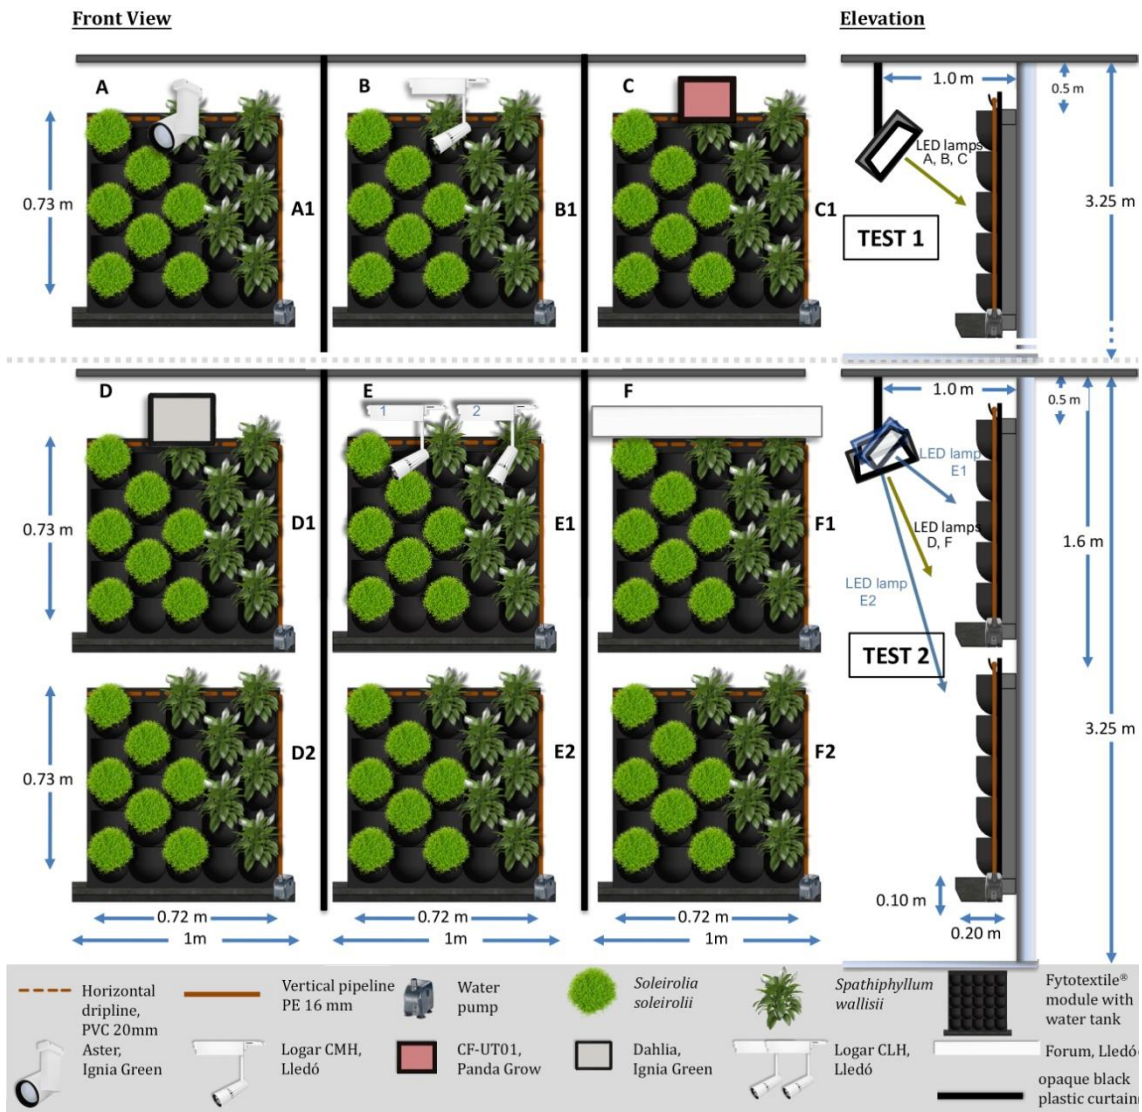 Front View
Elevation
A
B
C
1.0 m
0.5 m
LED lamps
A, B, C
0.73 m
A1
B1
C1
3.25 m
TEST 1
D
E
F
1
2
1.0 m
0.5 m
LED lamp
E1
0.73 m
D1
E1
F1
LED lamps
D, F
1.6 m
LED lamp
E2
TEST 2
0.73 m
D2
E2
F2
3.25 m
0.10 m
0.72 m
0.72 m
0.72 m
0.20 m
1m
1m
1m
Horizontal
dripline,
PVC 20mm
Vertical pipeline
PE 16 mm
Water
pump
Soleirolia
soleirolii
Spathiphyllum
wallisii
Fytotextile®
module with
water tank
Aster,
Ignia Green
Logar CMH,
Lledó
CF-UT01,
Panda Grow
Dahlia,
Ignia Green
Logar CLH,
Lledó
Forum, Lledó
opaque black
plastic curtain